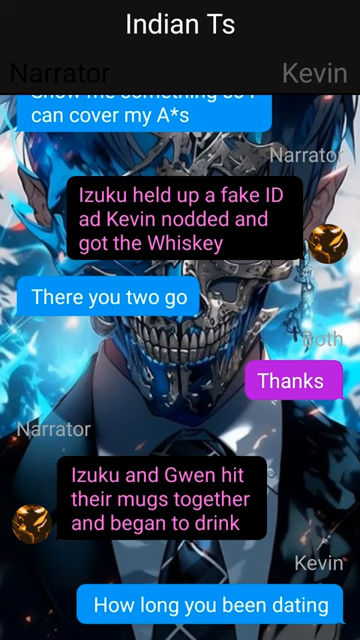 Indian Ts
Narrator
Kevin
can cover my A*s
Narrator
Izuku held up a fake ID
ad Kevin nodded and
got the Whiskey
There you two go
Both
Thanks
Narrator
Izuku and Gwen hit
their mugs together
and began to drink
Kevin
How long you been dating